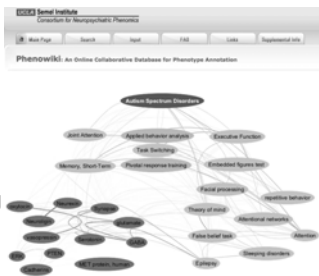 UCLA Semel Institute
Consortium for Neuropsychiatric Phenomics
Main Page Search Input FAQ Links Supplemental Info
Phenowiki: An Online Collaborative Database for Phenotype Annotation
Autism Spectrum Disorders
Joint Attention Applied behavior analysis Executive Function
Task Switching
Memory, Short-Term Pivotal response training Embedded figures test
Facial processing
repetitive behavior
Theory of mind
Attentional networks
False belief task Attention
Sleeping disorders
Epilepsy
Serotonin
GABA
PTEN
MET protein, human